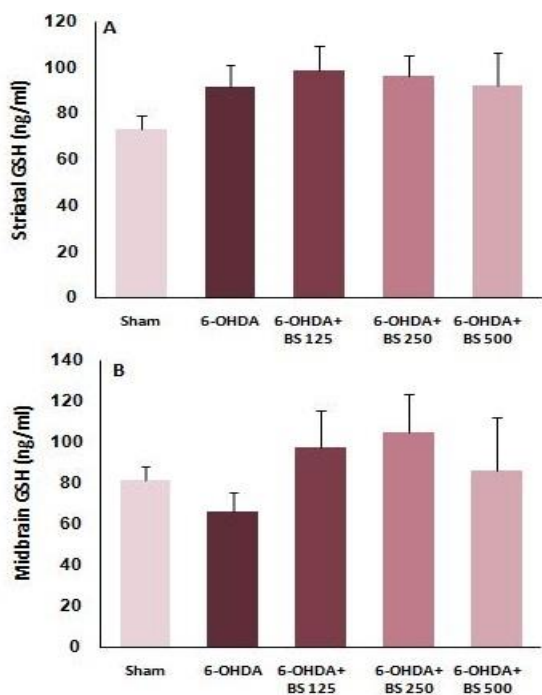 A
Striatal GSH (ng/ml)
120
100
80
60
40
20
0
Sham 6-OHDA 6-OHDA+ 6-OHDA+ 6-OHDA+
BS 125 BS 250 BS 500
B
Midbrain GSH (ng/ml)
140
120
100
80
60
40
20
0
Sham 6-OHDA 6-OHDA+ 6-OHDA+ 6-OHDA+
BS 125 BS 250 BS 500